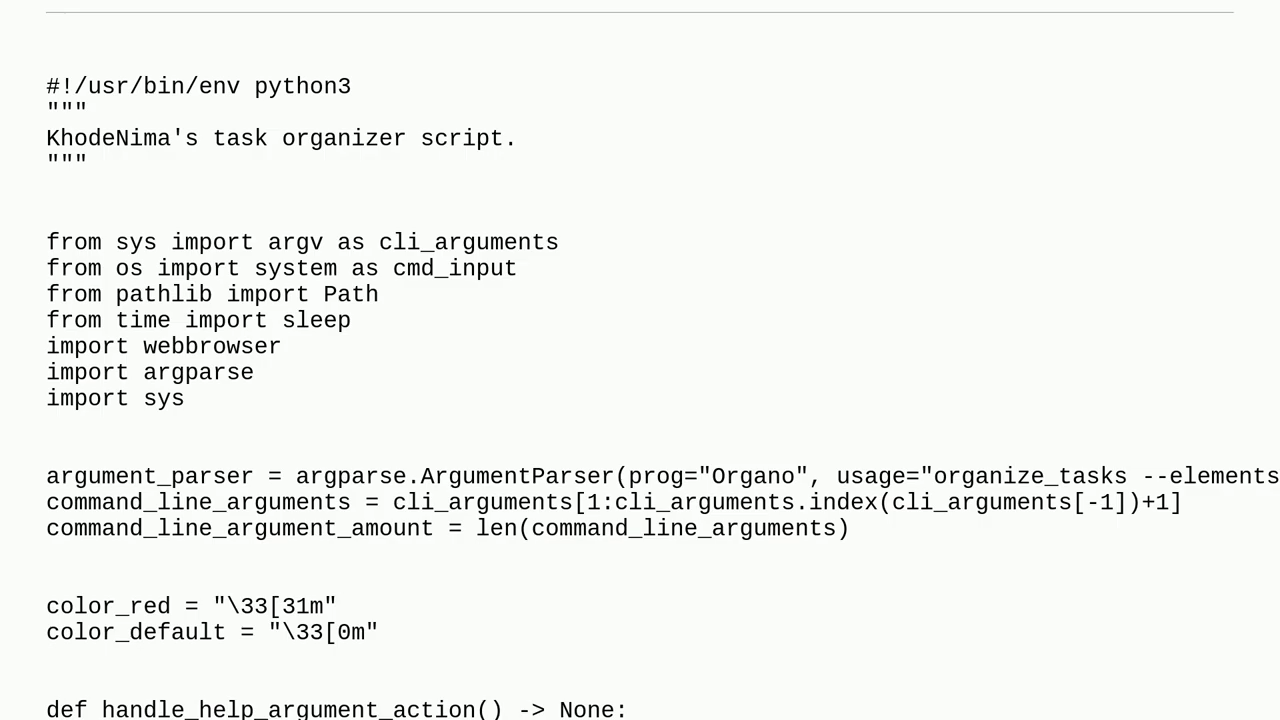 #!/usr/bin/env python3
"""
KhodeNima's task organizer script.
"""
from sys import argv as cli_arguments
from os import system as cmd_input
from pathlib import Path
from time import sleep
import webbrowser
import argparse
import sys
argument_parser = argparse.ArgumentParser(prog="Organo", usage="organize_tasks --elements
command_line_arguments = cli_arguments[1:cli_arguments.index(cli_arguments[-1])+1]
command_line_argument_amount = len(command_line_arguments)
color_red = "\33[31m"
color_default = "\33[0m"
def handle_help_argument_action() -> None: